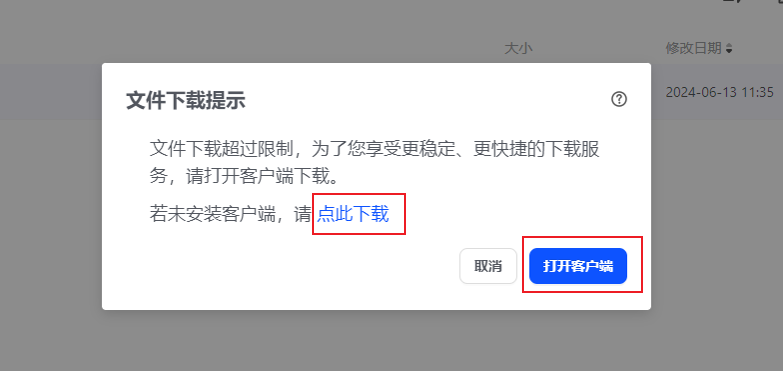 大小
修改日期
2024-06-13 11:35
文件下载提示
文件下载超过限制，为了您享受更稳定、更快捷的下载服
务，请打开客户端下载。
若未安装客户端，请 点此下载
取消
打开客户端